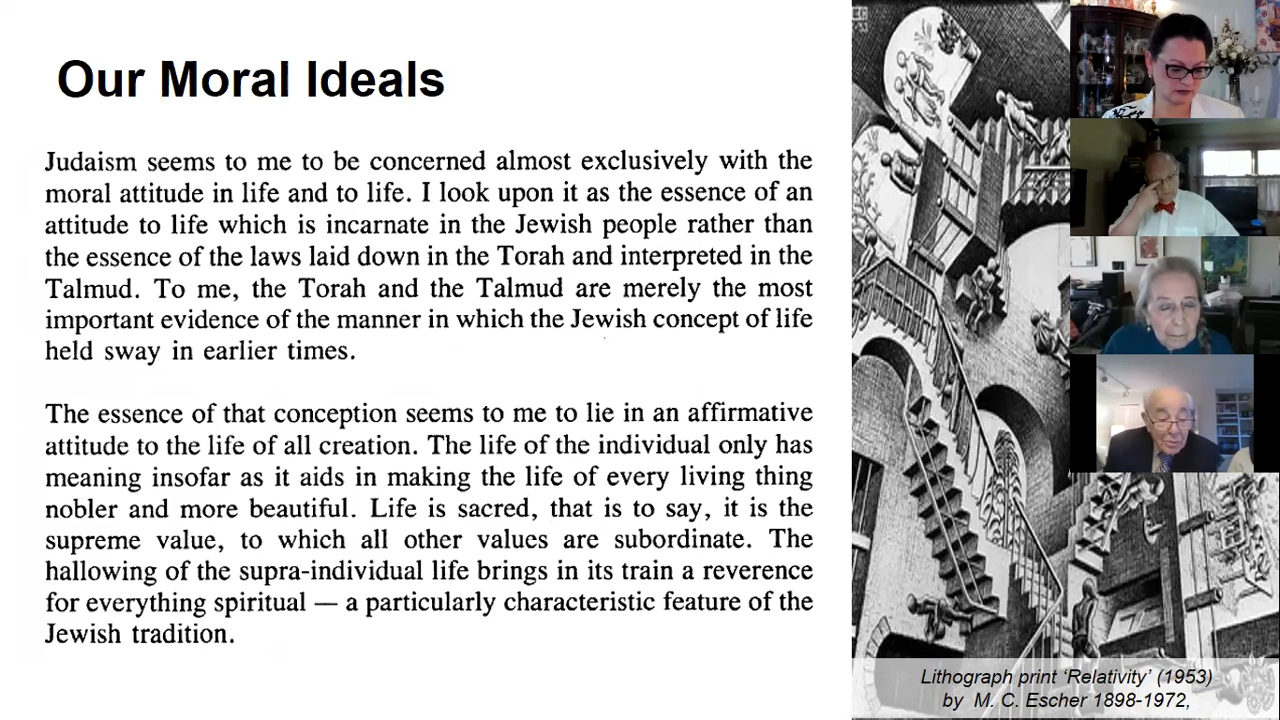 Our Moral Ideals
Judaism seems to me to be concerned almost exclusively with the
moral attitude in life and to life. I look upon it as the essence of an
attitude to life which is incarnate in the Jewish people rather than
the essence of the laws laid down in the Torah and interpreted in the
Talmud. To me, the Torah and the Talmud are merely the most
important evidence of the manner in which the Jewish concept of life
held sway in earlier times.
The essence of that conception seems to me to lie in an affirmative
attitude to the life of all creation. The life of the individual only has
meaning insofar as it aids in making the life of every living thing
nobler and more beautiful. Life is sacred, that is to say, it is the
supreme value, to which all other values are subordinate. The
hallowing of the supra-individual life brings in its train a reverence
for everything spiritual — a particularly characteristic feature of the
Jewish tradition.
Lithograph print ‘Relativity’ (1953)
by M. C. Escher 1898-1972,